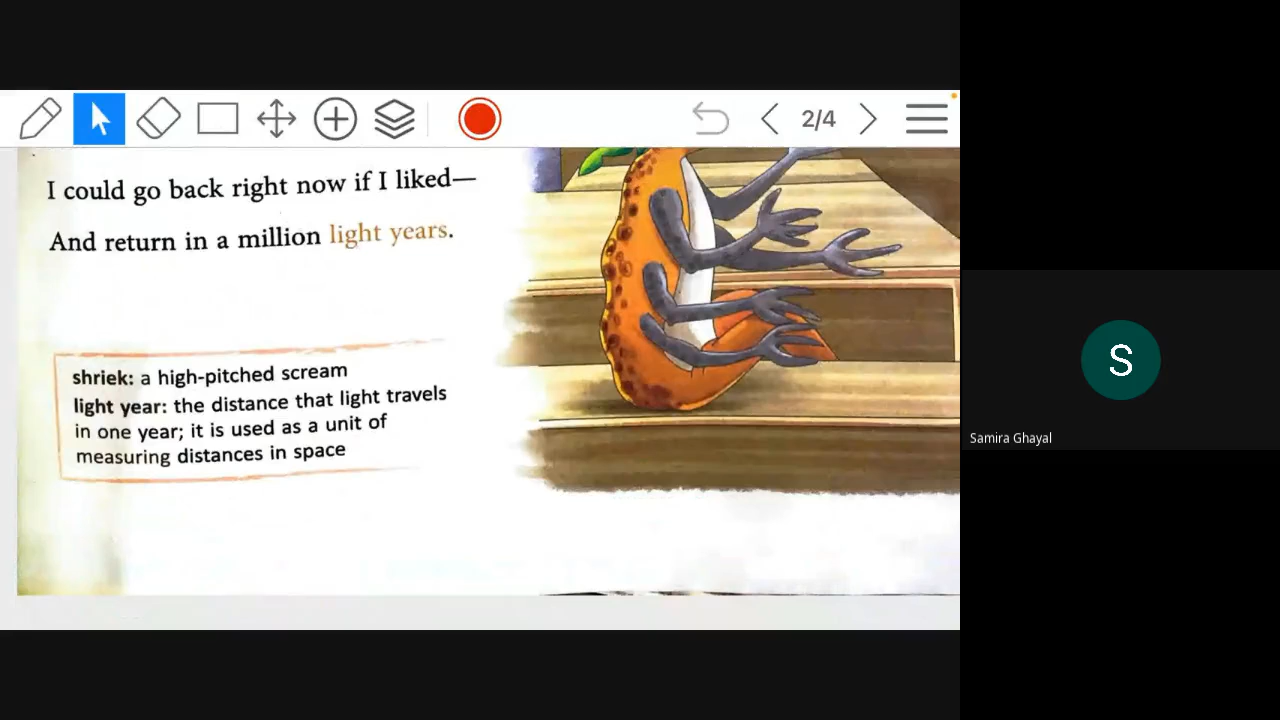 2/4
I could go back right now if I liked—
And return in a million light years.
shriek: a high-pitched scream
light year: the distance that light travels
in one year; it is used as a unit of
measuring distances in space
S
Samira Ghayal